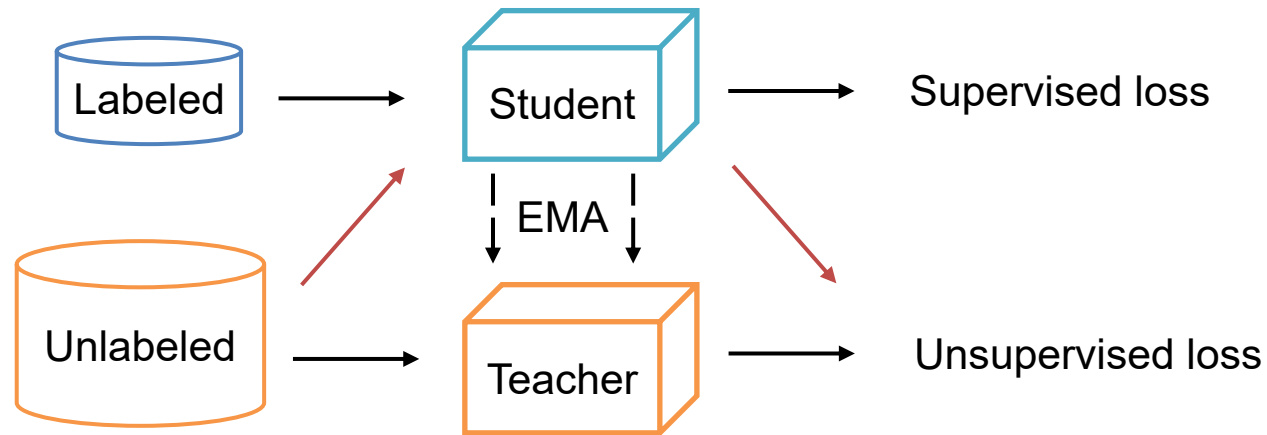 Labeled
Student
Supervised loss
EMA
Unlabeled
Teacher
Unsupervised loss